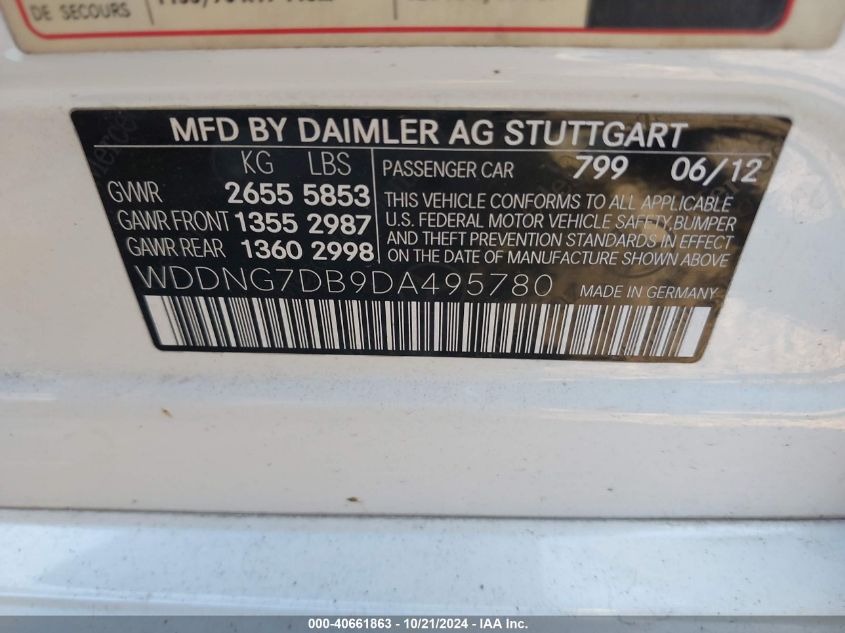 DE SECOURS
MFD BY DAIMLER AG STUTTGART
KG LBS
GVWR 2655 5853
GAWR FRONT 1355 2987
GAWR REAR 1360 2998
PASSENGER CAR 799 06/12
THIS VEHICLE CONFORMS TO ALL APPLICABLE
U.S. FEDERAL MOTOR VEHICLE SAFETY, BUMPER
AND THEFT PREVENTION STANDARDS IN EFFECT
ON THE DATE OF MANUFACTURE SHOWN ABOVE
WDDNG7DB9DA495780 MADE IN GERMANY
000-40661863 - 10/21/2024 - IAA Inc.